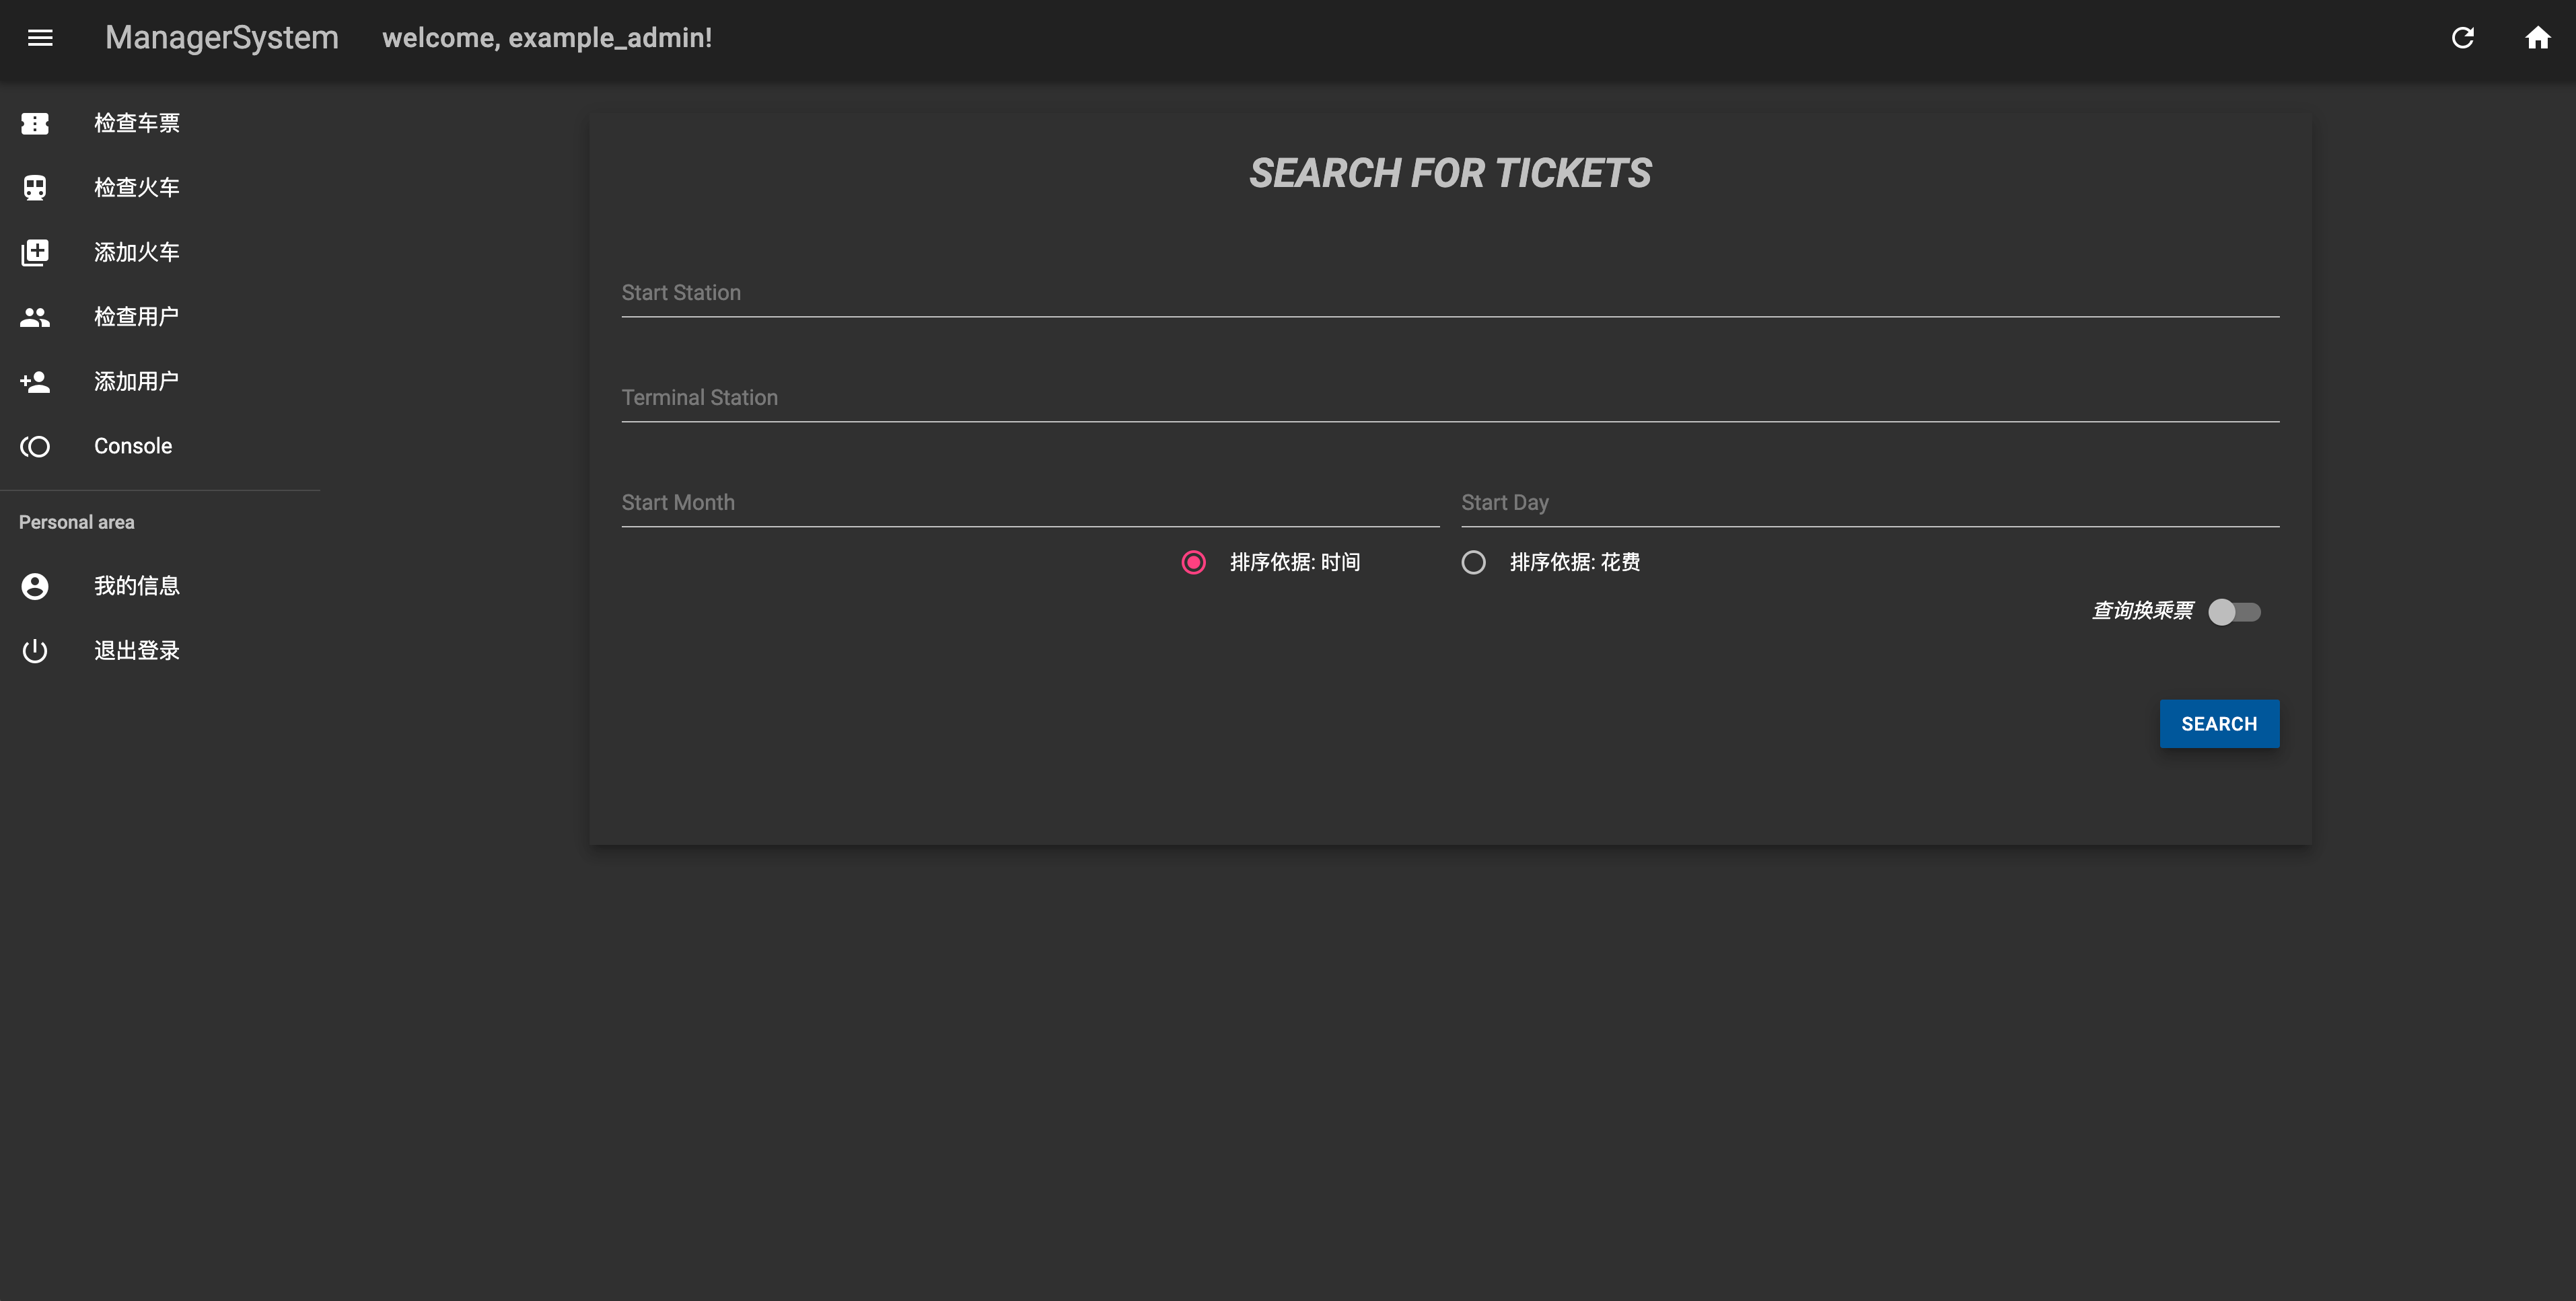 ManagerSystem welcome, example_admin!
检查车票
检查火车
添加火车
检查用户
添加用户
Console
Personal area
我的信息
退出登录
SEARCH FOR TICKETS
Start Station
Terminal Station
Start Month Start Day
排序依据: 时间 排序依据: 花费
查询换乘票
SEARCH